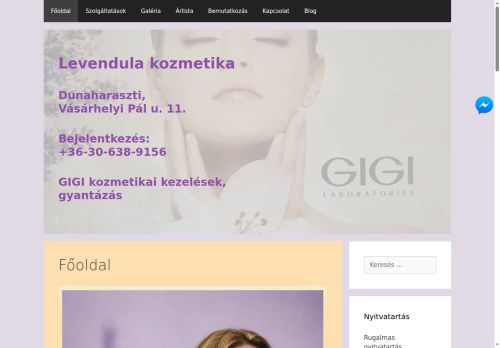 Főoldal Szolgáltatások Galéria Árlista Bemutatkozás Kapcsolat Blog
Levendula kozmetika
Dunaharaszti,
Vásárhelyi Pál u. 11.
Bejelentkezés:
+36-30-638-9156
GIGI kozmetikai kezelések,
gyantázás
GIGI
LABORATORIES
Főoldal
Keresés …
Nyitvatartás
Rugalmas
nyitvatartás